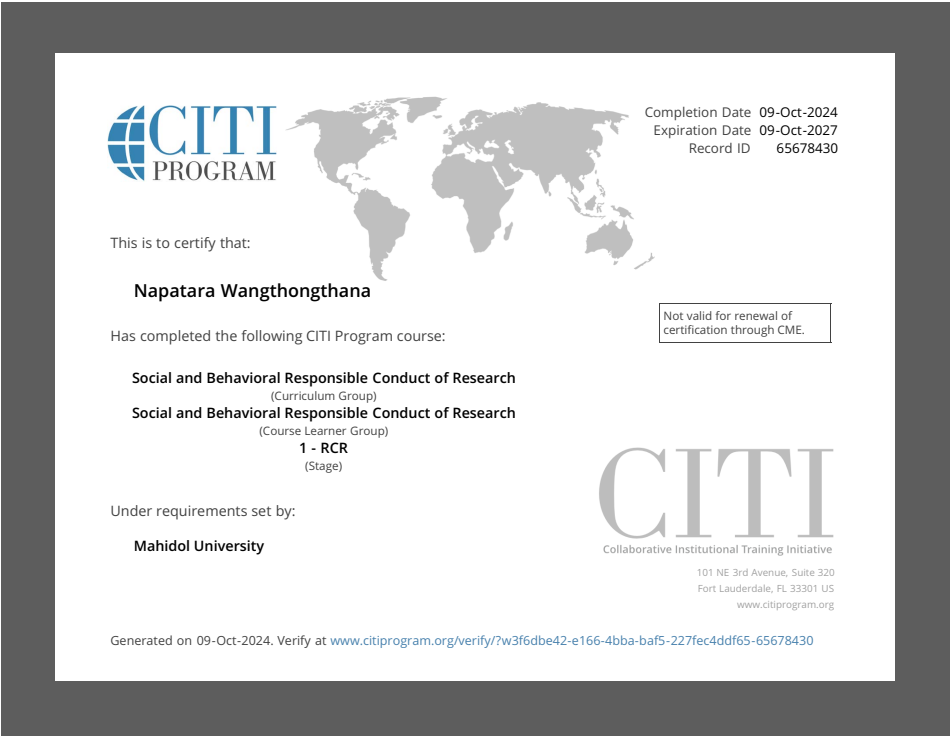 CITI
PROGRAM
Completion Date 09-Oct-2024
Expiration Date 09-Oct-2027
Record ID 65678430
This is to certify that:
Napatara Wangthongthana
Has completed the following CITI Program course:
Not valid for renewal of
certification through CME.
Social and Behavioral Responsible Conduct of Research
(Curriculum Group)
Social and Behavioral Responsible Conduct of Research
(Course Learner Group)
1 - RCR
(Stage)
Under requirements set by:
Mahidol University
CITI
Collaborative Institutional Training Initiative
101 NE 3rd Avenue, Suite 320
Fort Lauderdale, FL 33301 US
www.citiprogram.org
Generated on 09-Oct-2024. Verify at www.citiprogram.org/verify/?w3f6dbe42-e166-4bba-baf5-227fec4ddf65-65678430